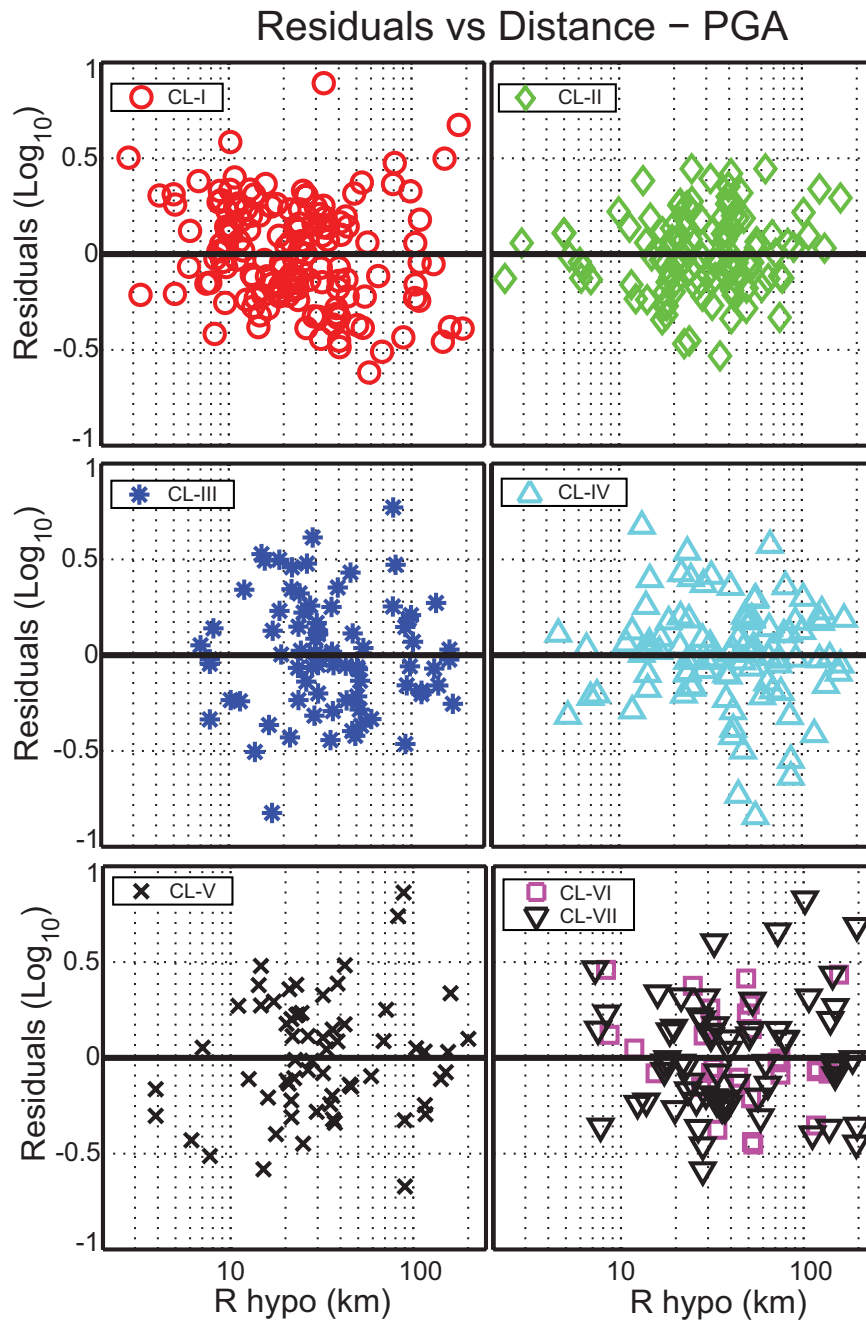 Residuals vs Distance − PGA
1
0.5
0
-0.5
-1
Residuals (Log10)
CL-I
CL-II
1
0.5
0
-0.5
-1
Residuals (Log10)
CL-III
CL-IV
1
0.5
0
-0.5
-1
Residuals (Log10)
CL-V
CL-VI
CL-VII
10 100 10 100
R hypo (km) R hypo (km)